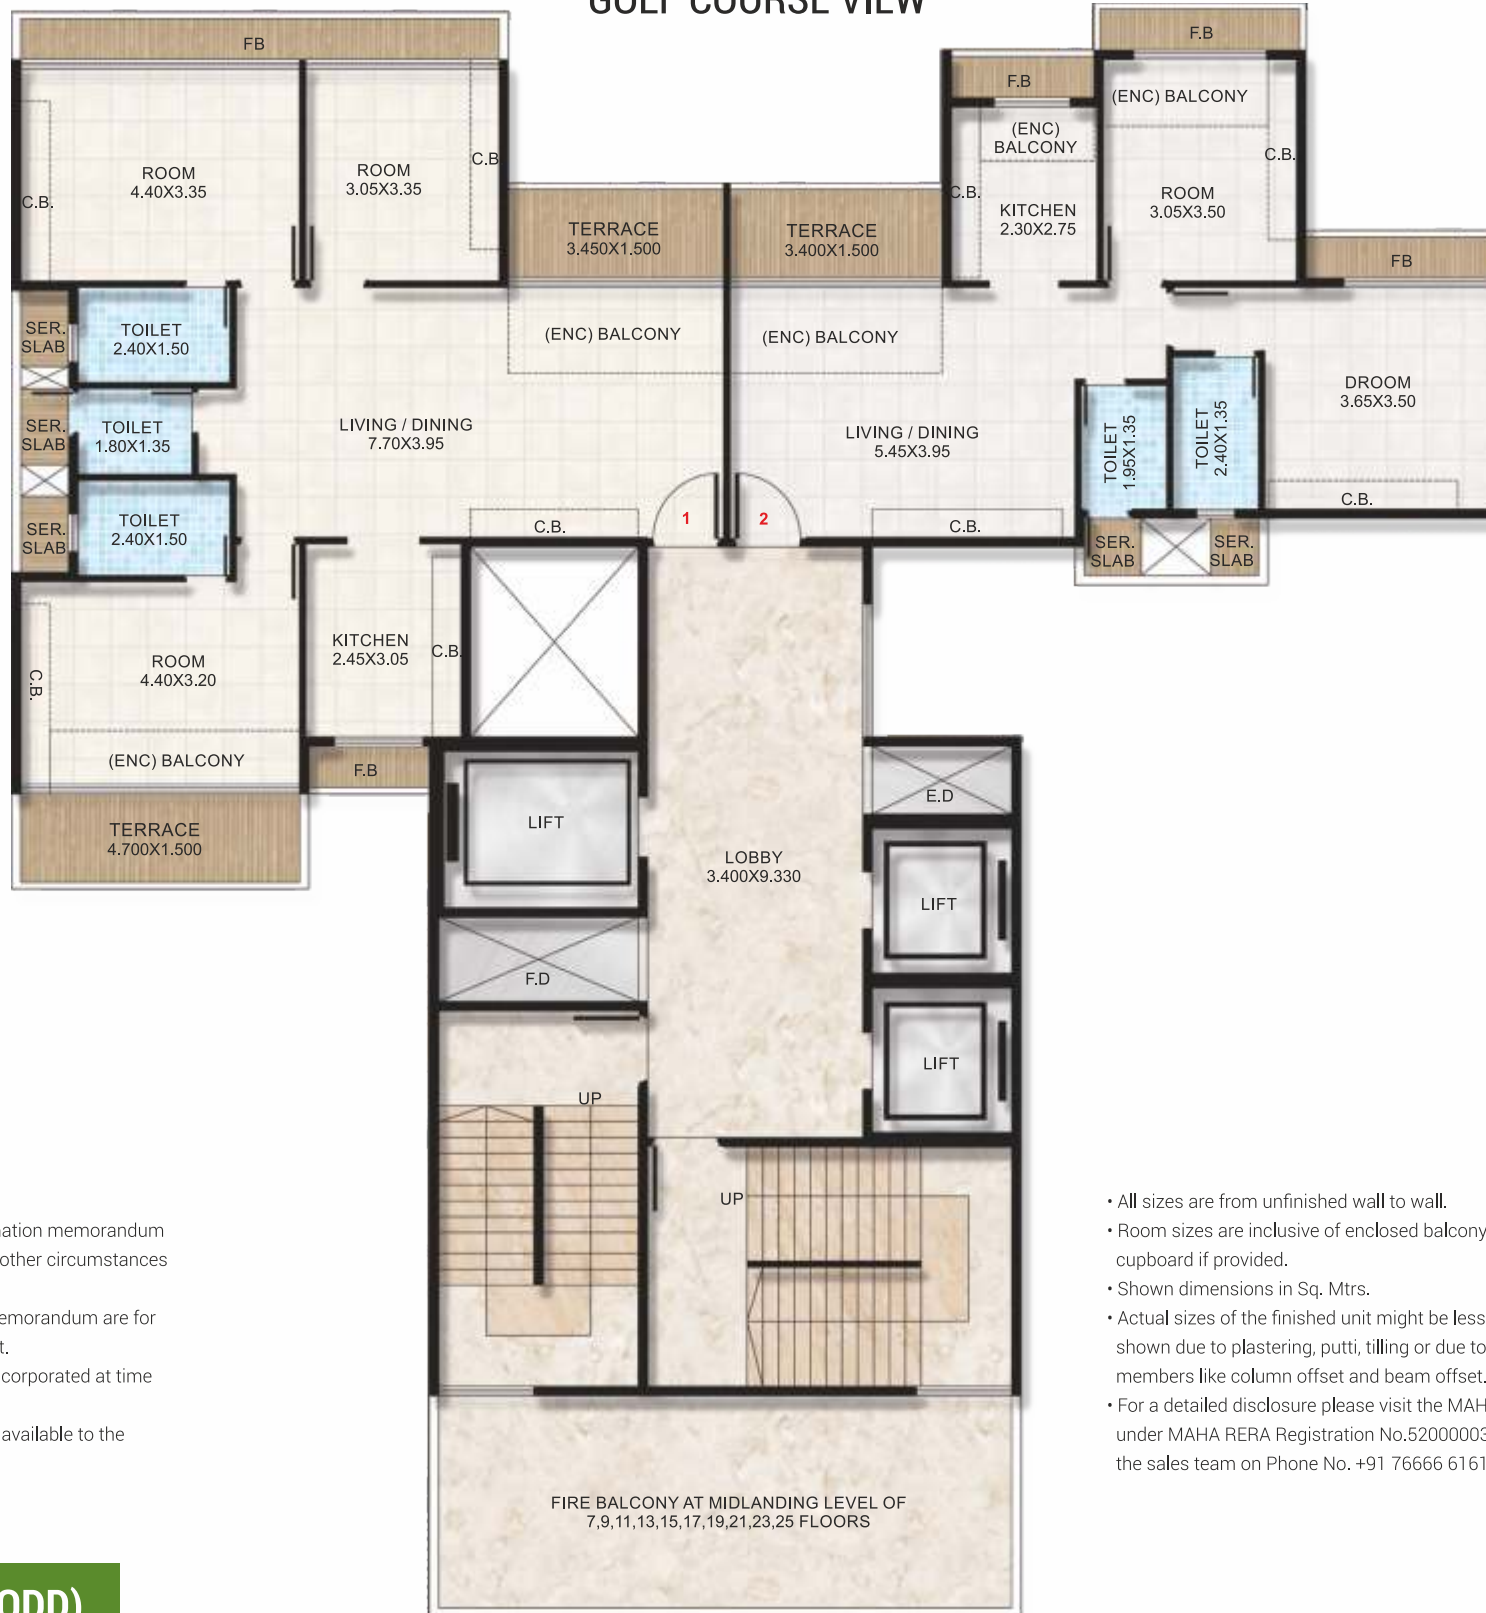 GOLF COURSE VIEW
FB
F.B
F.B
(ENC) BALCONY
(ENC)
BALCONY
C.B.
C.B
C.B.
C.B.
ROOM
4.40X3.35
ROOM
3.05X3.35
KITCHEN
2.30X2.75
ROOM
3.05X3.50
TERRACE
3.450X1.500
TERRACE
3.400X1.500
FB
SER.
SLAB
TOILET
2.40X1.50
(ENC) BALCONY
(ENC) BALCONY
DROOM
3.65X3.50
SER.
SLAB
TOILET
1.80X1.35
LIVING / DINING
7.70X3.95
LIVING / DINING
5.45X3.95
TOILET
1.95X1.35
TOILET
2.40X1.35
C.B.
SER.
SLAB
TOILET
2.40X1.50
C.B.
1
2
C.B.
SER.
SLAB
SER.
SLAB
KITCHEN
2.45X3.05
C.B.
ROOM
4.40X3.20
C.B.
(ENC) BALCONY
F.B
TERRACE
4.700X1.500
LIFT
E.D
LOBBY
3.400X9.330
LIFT
F.D
LIFT
UP
UP
FIRE BALCONY AT MIDLANDING LEVEL OF
7,9,11,13,15,17,19,21,23,25 FLOORS
ation memorandum
other circumstances
emorandum are for
t.
corporated at time
available to the
ODD)
• All sizes are from unfinished wall to wall.
• Room sizes are inclusive of enclosed balcony
cupboard if provided.
• Shown dimensions in Sq. Mtrs.
• Actual sizes of the finished unit might be less
shown due to plastering, putti, tilling or due to
members like column offset and beam offset.
• For a detailed disclosure please visit the MAH
under MAHA RERA Registration No.52000003
the sales team on Phone No. +91 76666 6161